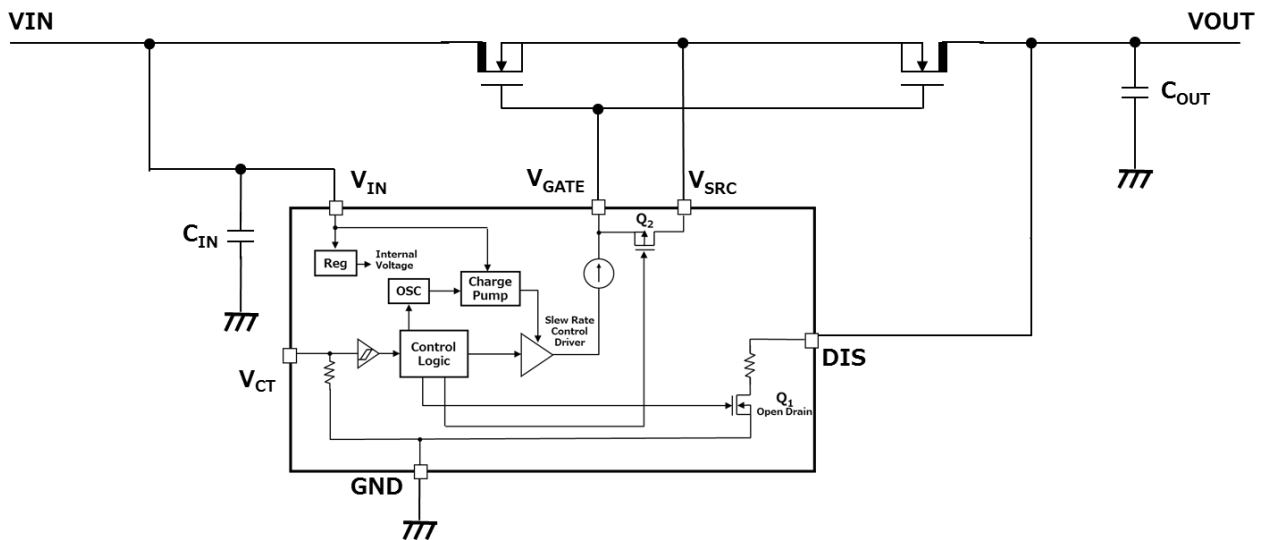 VIN
VOUT
COUT
VIN
VGATE
VSRC
CIN
Q2
Reg
Internal
Voltage
OSC
Charge
Pump
Slew Rate
Control
Driver
Control
Logic
VCT
DIS
Q1
Open Drain
GND